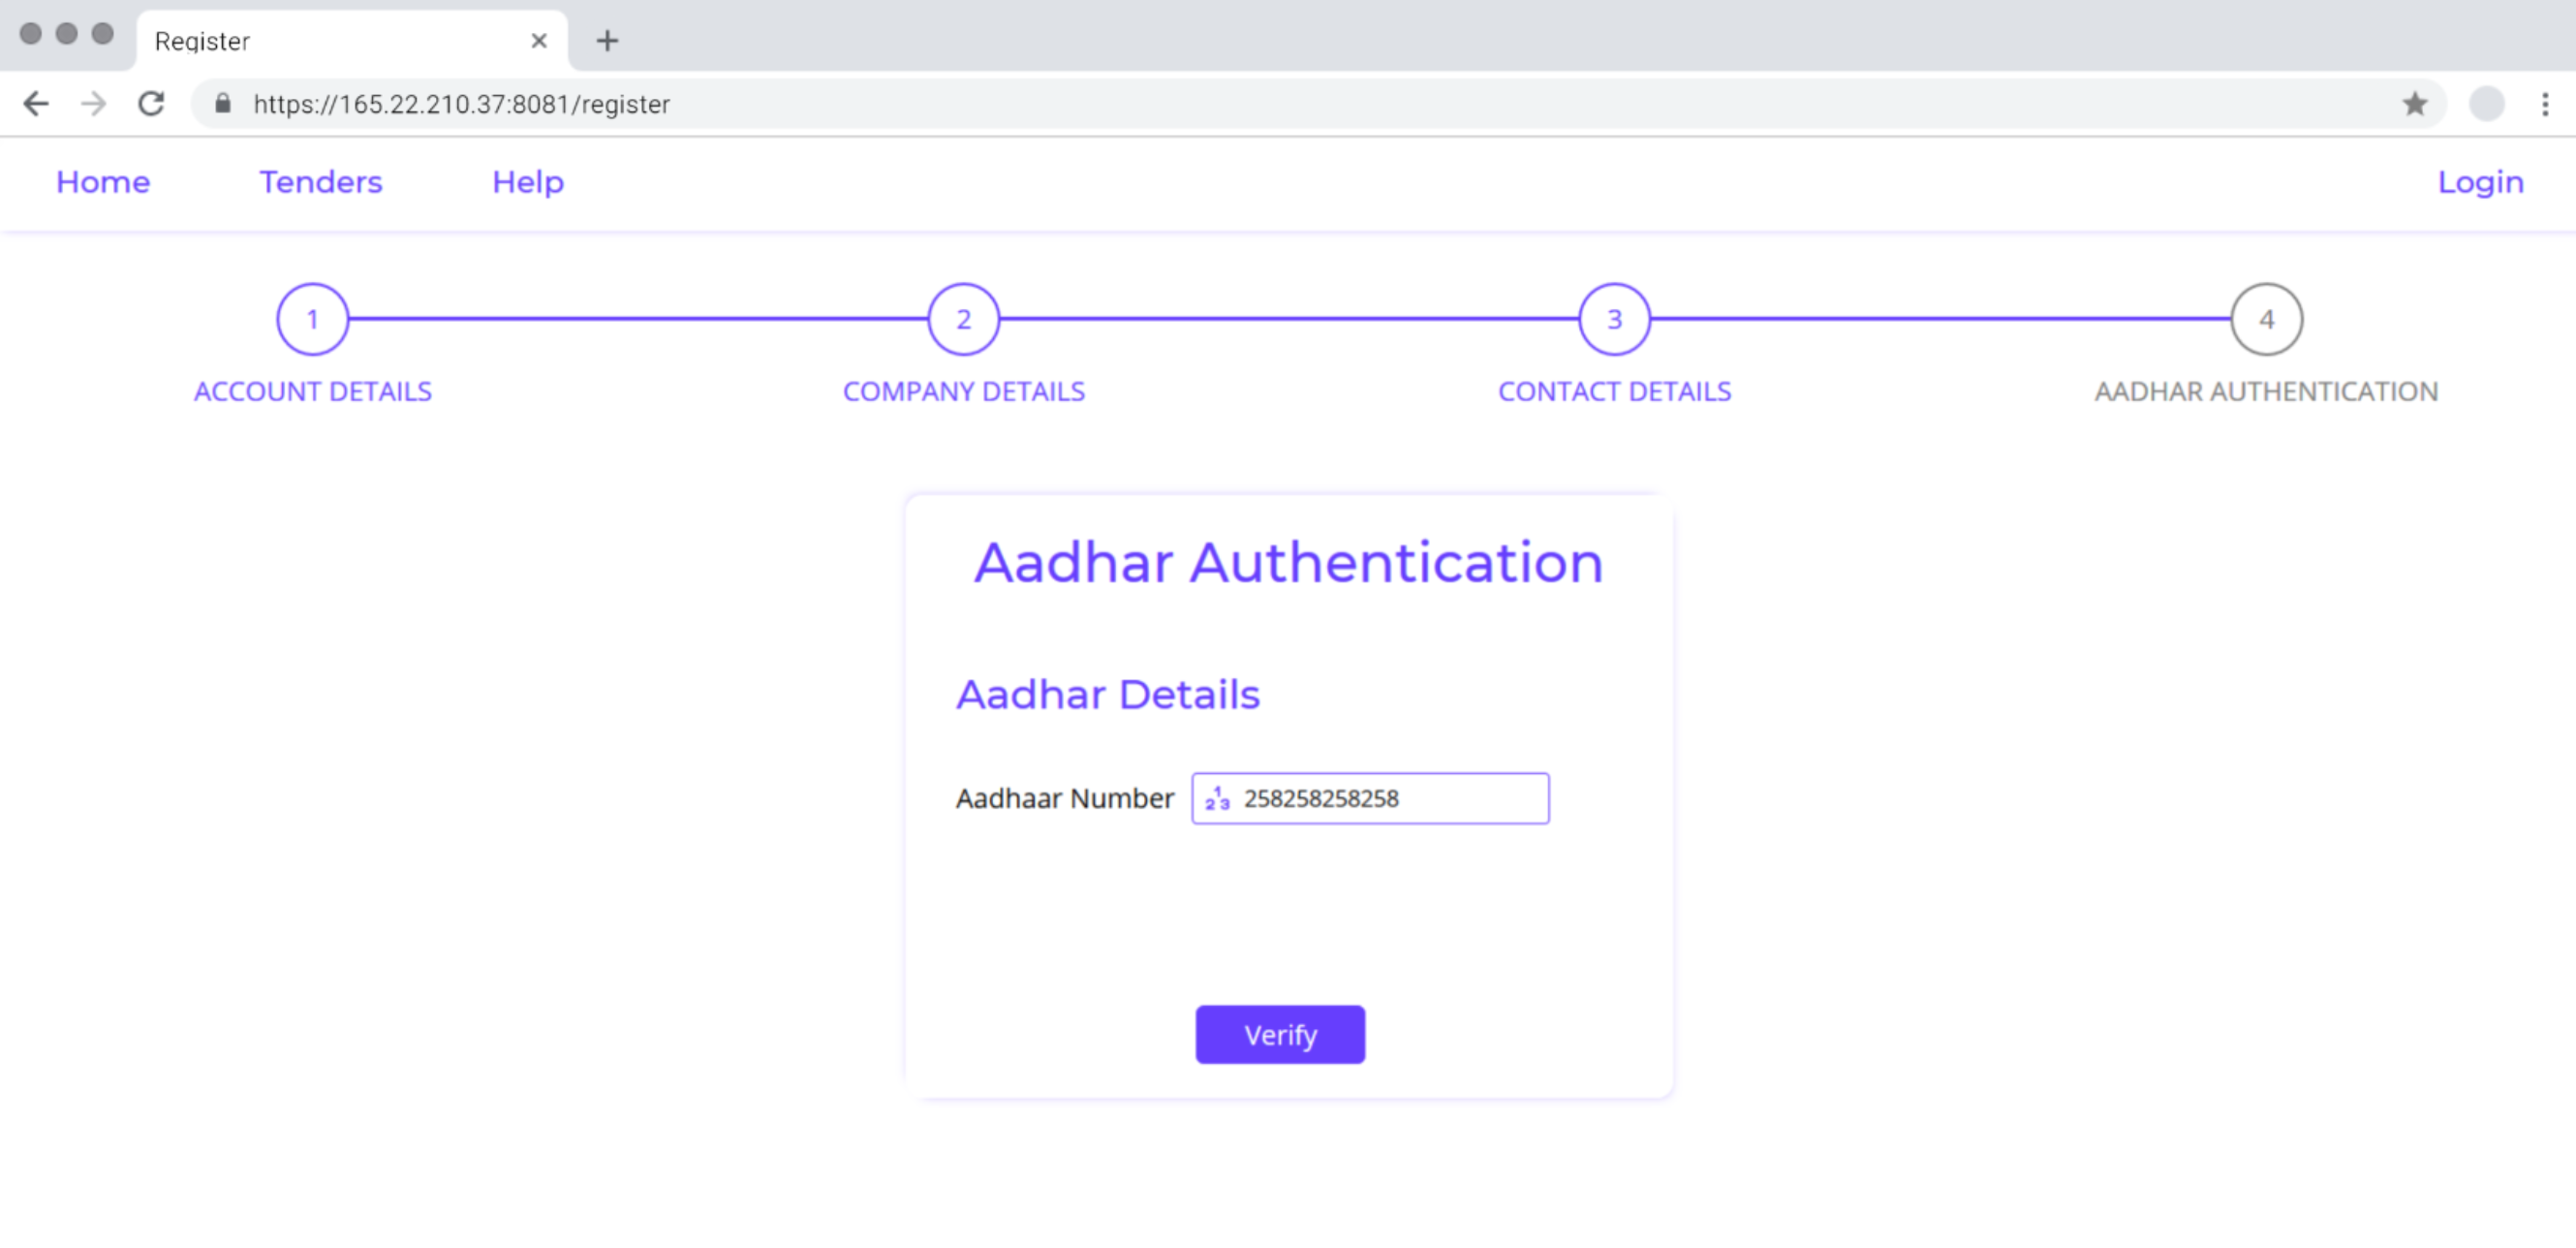 Register
https://165.22.210.37:8081/register
Home Tenders Help Login
1 2 3 4
ACCOUNT DETAILS COMPANY DETAILS CONTACT DETAILS AADHAR AUTHENTICATION
Aadhar Authentication
Aadhar Details
Aadhaar Number 123 258258258258
Verify